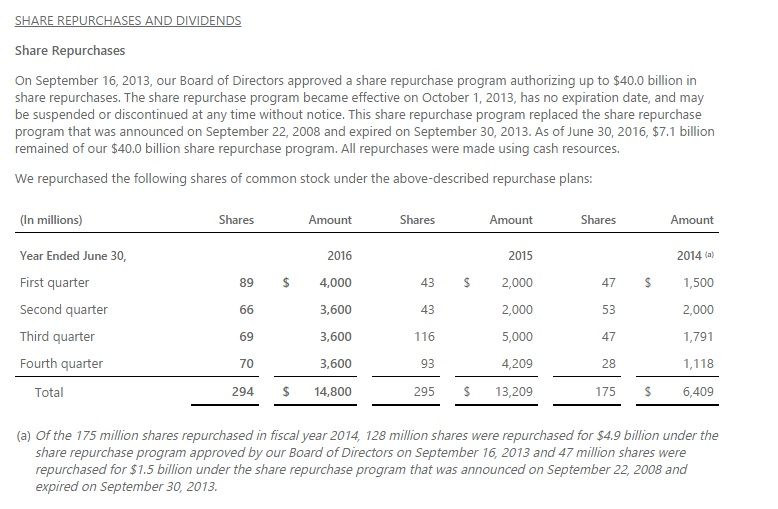 SHARE REPURCHASES AND DIVIDENDS
Share Repurchases
On September 16, 2013, our Board of Directors approved a share repurchase program authorizing up to $40.0 billion in
share repurchases. The share repurchase program became effective on October 1, 2013, has no expiration date, and may
be suspended or discontinued at any time without notice. This share repurchase program replaced the share repurchase
program that was announced on September 22, 2008 and expired on September 30, 2013. As of June 30, 2016, $7.1 billion
remained of our $40.0 billion share repurchase program. All repurchases were made using cash resources.
We repurchased the following shares of common stock under the above-described repurchase plans:
(In millions) Shares Amount Shares Amount Shares Amount
Year Ended June 30, 2016 2015 2014 (a)
First quarter 89 $ 4,000 43 $ 2,000 47 $ 1,500
Second quarter 66 3,600 43 2,000 53 2,000
Third quarter 69 3,600 116 5,000 47 1,791
Fourth quarter 70 3,600 93 4,209 28 1,118
Total 294 $ 14,800 295 $ 13,209 175 $ 6,409
(a) Of the 175 million shares repurchased in fiscal year 2014, 128 million shares were repurchased for $4.9 billion under the
share repurchase program approved by our Board of Directors on September 16, 2013 and 47 million shares were
repurchased for $1.5 billion under the share repurchase program that was announced on September 22, 2008 and
expired on September 30, 2013.